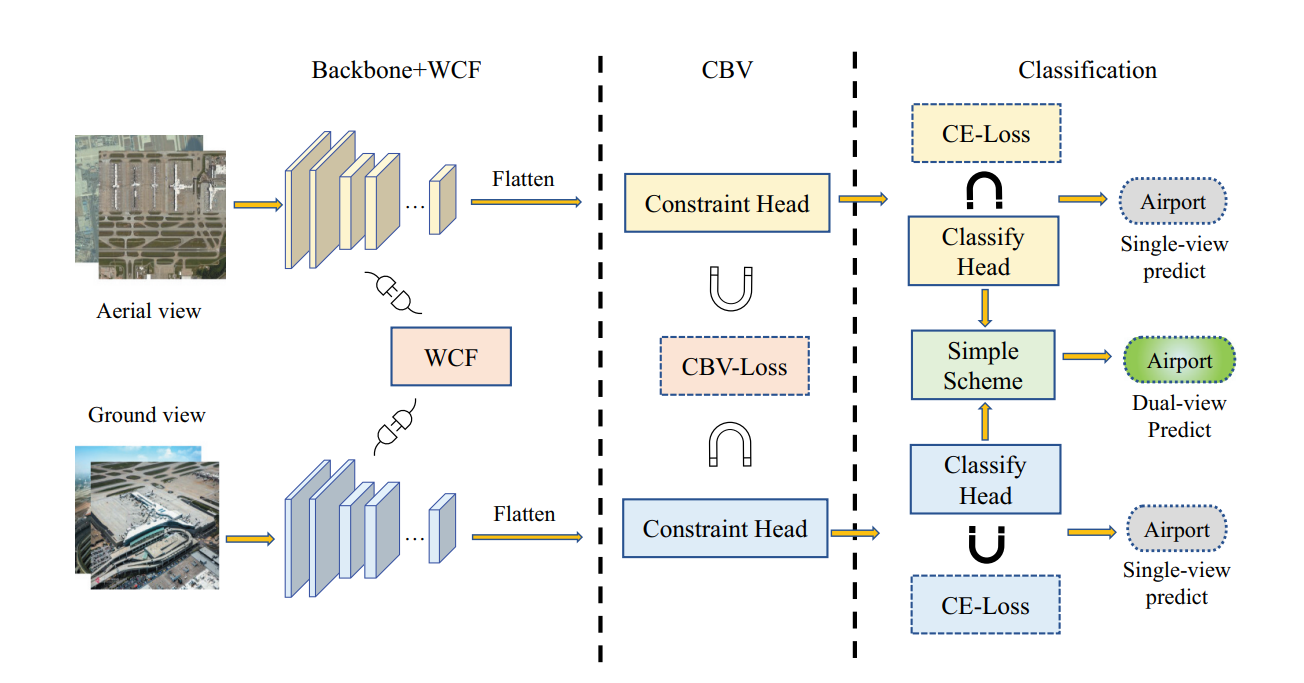 Backbone+WCF
CBV
Classification
Aerial view
Flatten
Constraint Head
CE-Loss
Classify
Head
Airport
Single-view
predict
WCF
CBV-Loss
Simple
Scheme
Airport
Dual-view
Predict
Ground view
...
Flatten
Constraint Head
Classify
Head
CE-Loss
Airport
Single-view
predict
...